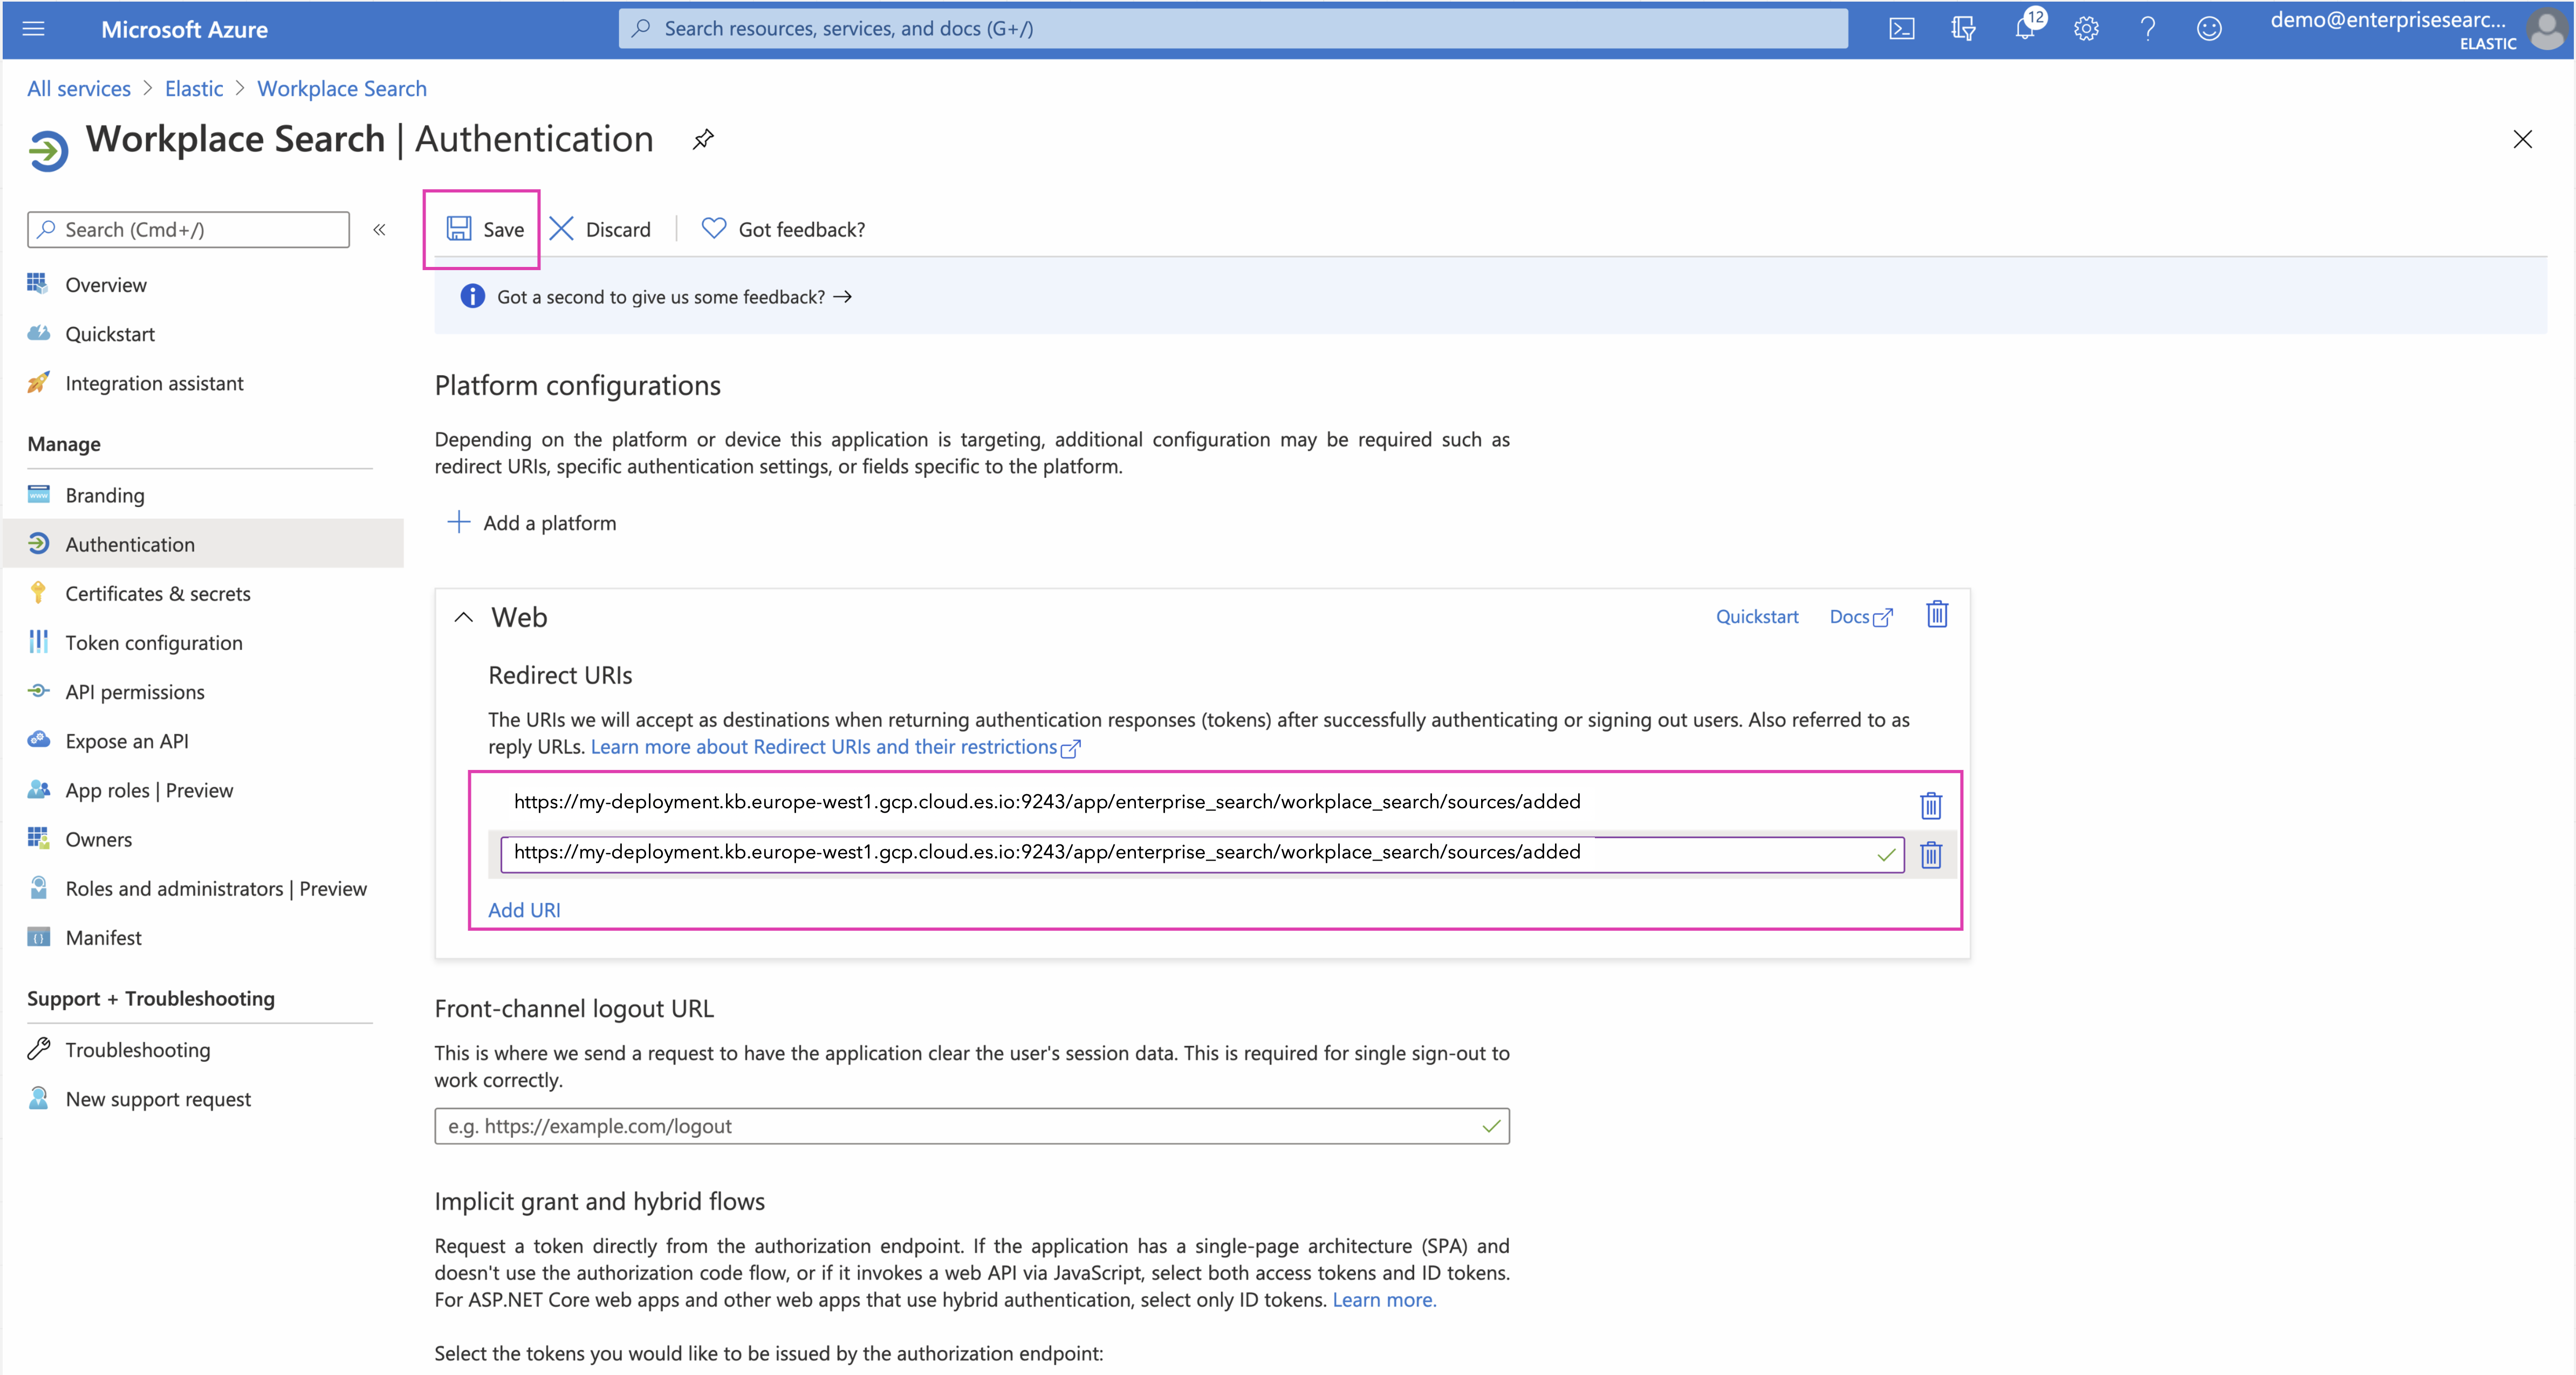 Microsoft Azure
Search resources, services, and docs (G+/)
12
demo@enterprisesearc...
ELASTIC
All services > Elastic > Workplace Search
Workplace Search | Authentication
Search (Cmd+/)
«
Save
Discard
Got feedback?
Got a second to give us some feedback? →
Overview
Quickstart
Integration assistant
Manage
Branding
Authentication
Certificates & secrets
Token configuration
API permissions
Expose an API
App roles | Preview
Owners
Roles and administrators | Preview
Manifest
Support + Troubleshooting
Troubleshooting
New support request
Platform configurations
Depending on the platform or device this application is targeting, additional configuration may be required such as
redirect URIs, specific authentication settings, or fields specific to the platform.
Add a platform
Web
Quickstart
Docs
Redirect URIs
The URIs we will accept as destinations when returning authentication responses (tokens) after successfully authenticating or signing out users. Also referred to as
reply URLs. Learn more about Redirect URIs and their restrictions
https://my-deployment.kb.europe-west1.gcp.cloud.es.io:9243/app/enterprise_search/workplace_search/sources/added
https://my-deployment.kb.europe-west1.gcp.cloud.es.io:9243/app/enterprise_search/workplace_search/sources/added
Add URI
Front-channel logout URL
This is where we send a request to have the application clear the user's session data. This is required for single sign-out to
work correctly.
e.g. https://example.com/logout
Implicit grant and hybrid flows
Request a token directly from the authorization endpoint. If the application has a single-page architecture (SPA) and
doesn't use the authorization code flow, or if it invokes a web API via JavaScript, select both access tokens and ID tokens.
For ASP.NET Core web apps and other web apps that use hybrid authentication, select only ID tokens. Learn more.
Select the tokens you would like to be issued by the authorization endpoint: